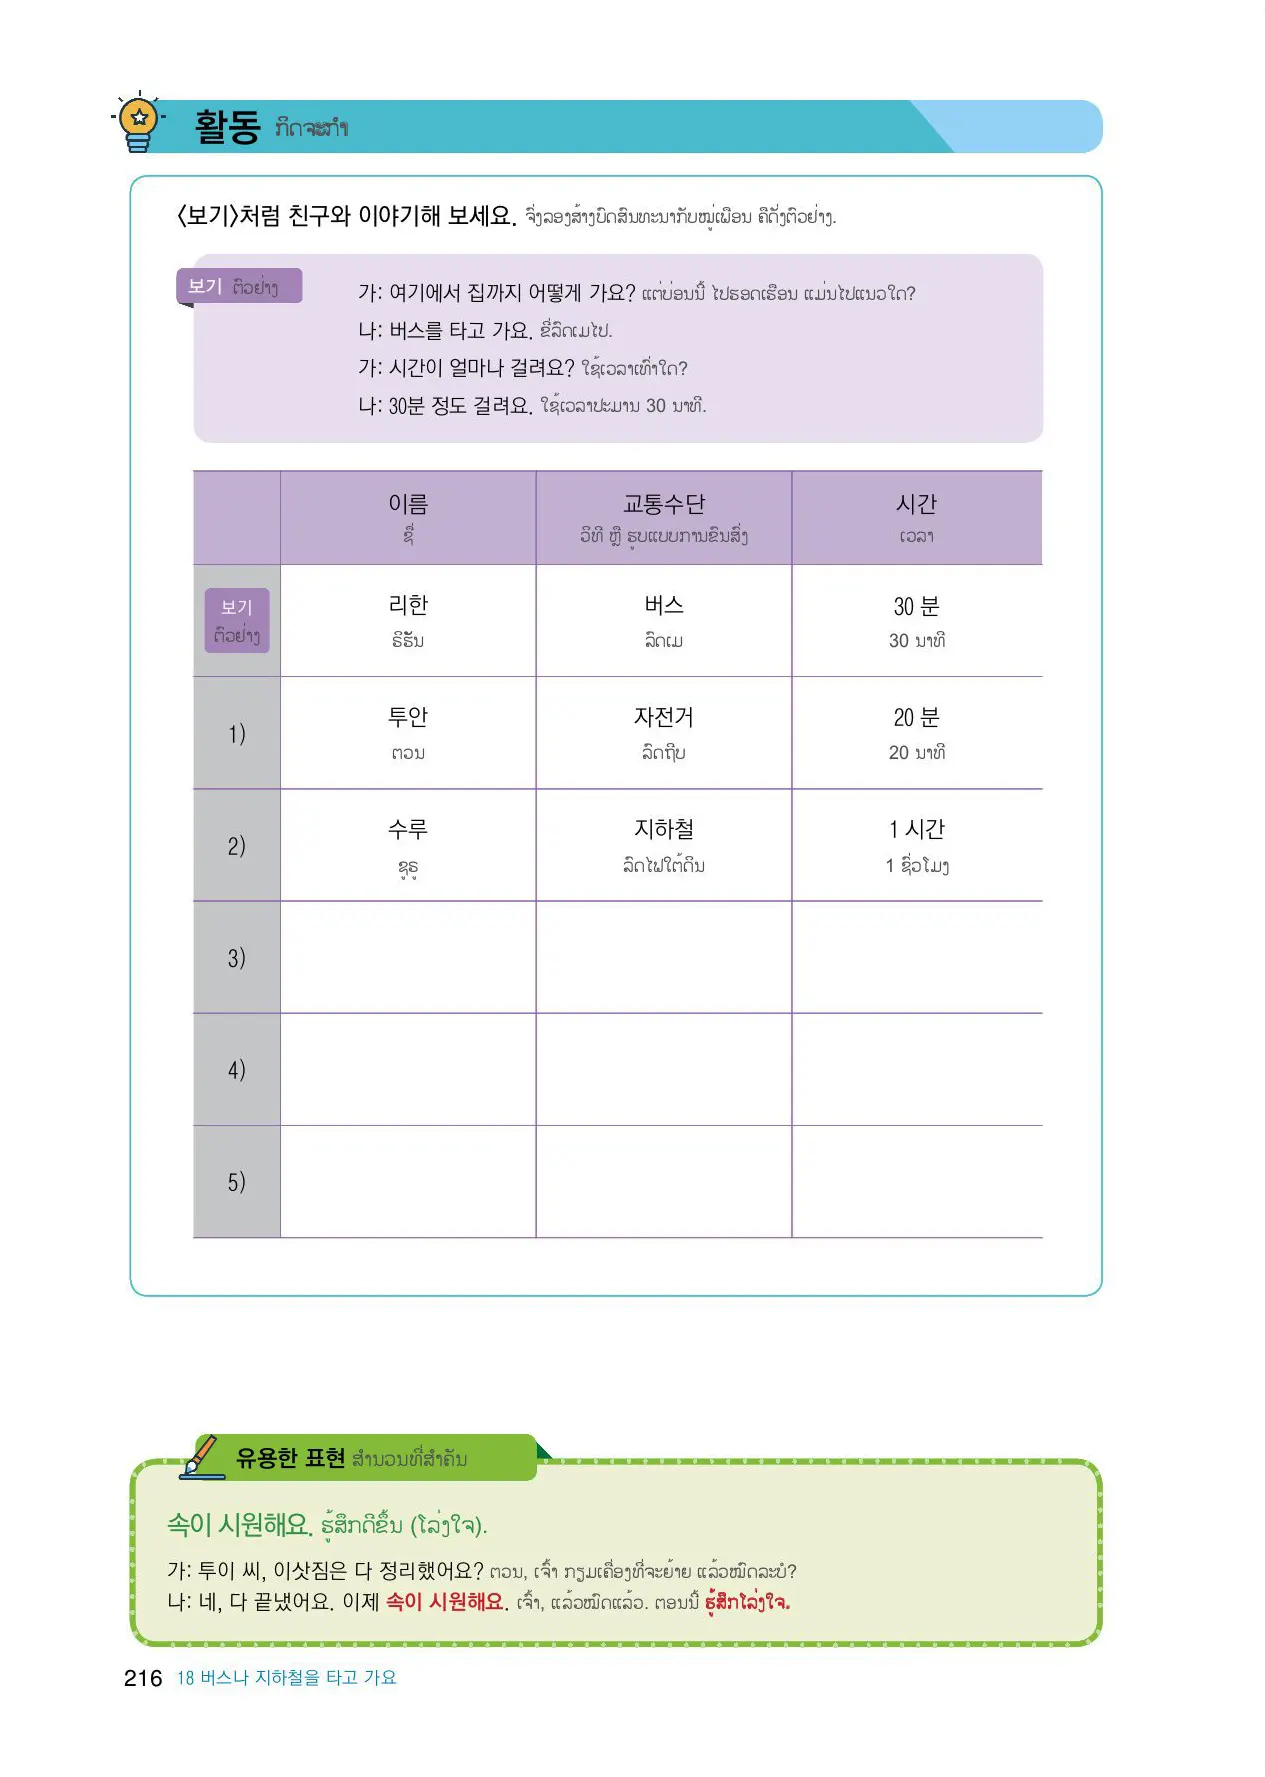 활동 ກິດຈະກຳ
〈보기〉처럼 친구와 이야기해 보세요. ຈົ່ງລອງສ້າງບົດສົນທະນາກັບໝູ່ເພືອນ ຄືດັ່ງຕົວຢ່າງ.
보기 ຕົວຢ່າງ
가: 여기에서 집까지 어떻게 가요? ແຕ່ບ່ອນນີ້ ໄປຮອດເຮືອນ ແມ່ນໄປແນວໃດ?
나: 버스를 타고 가요. ຂີ່ລົດເມໄປ.
가: 시간이 얼마나 걸려요? ໃຊ້ເວລາເທົ່າໃດ?
나: 30분 정도 걸려요. ໃຊ້ເວລາປະມານ 30 ນາທີ.
이름 교통수단 시간
ຊື່ ວິທີ ຫຼື ຮູບແບບການຂົນສົ່ງ ເວລາ
보기 리한 버스 30 분
ຕົວຢ່າງ ຣິຮັນ ລົດເມ 30 ນາທີ
1) 투안 자전거 20 분
ຕວນ ລົດຖີບ 20 ນາທີ
2) 수루 지하철 1 시간
ຊູຣູ ລົດໄຟໃຕ້ດິນ 1 ຊົ່ວໂມງ
3)
4)
5)
유용한 표현 ສຳນວນທີ່ສຳຄັນ
속이 시원해요. ຮູ້ສຶກດີຂຶ້ນ (ໂລ່ງໃຈ).
가: 투이 씨, 이삿짐은 다 정리했어요? ຕວນ, ເຈົ້າ ກຽມເຄື່ອງທີ່ຈະຍ້າຍ ແລ້ວໝົດລະບໍ?
나: 네, 다 끝냈어요. 이제 속이 시원해요. ເຈົ້າ, ແລ້ວໝົດແລ້ວ. ຕອນນີ້ ຮູ້ສຶກໂລ່ງໃຈ.
216 18 버스나 지하철을 타고 가요